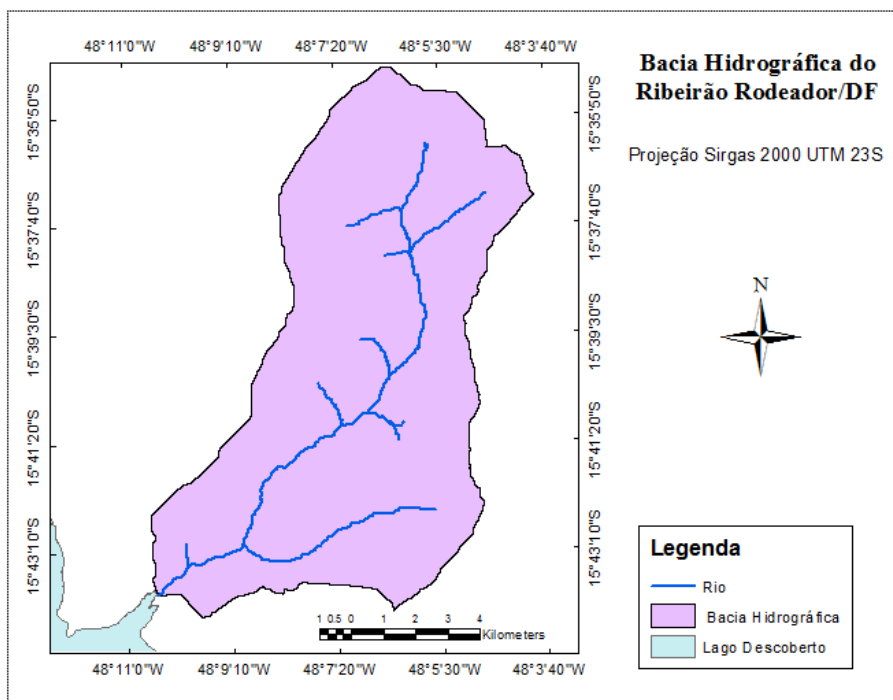 48°11'0"W 48°9'10"W 48°7'20"W 48°5'30"W 48°3'40"W
Bacia Hidrográfica do
Ribeirão Rodeador/DF
Projeção Sirgas 2000 UTM 23S
15°35'50"S 15°35'50"S
15°37'40"S 15°37'40"S
N
15°39'30"S 15°39'30"S
15°41'20"S 15°41'20"S
15°43'10"S 15°43'10"S
Legenda
Rio
Bacia Hidrográfica
Lago Descoberto
1 0.5 0 1 2 3 4
Kilometers
48°11'0"W 48°9'10"W 48°7'20"W 48°5'30"W 48°3'40"W